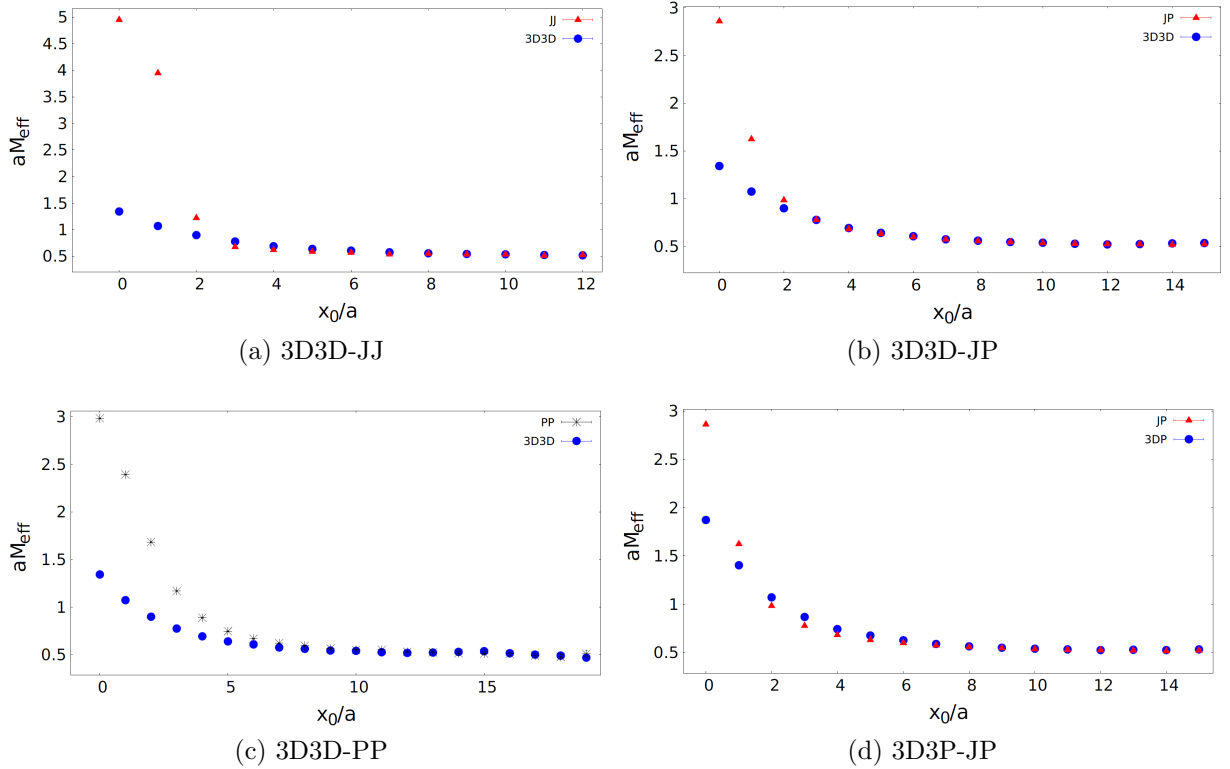 JJ
3D3D
5
4.5
4
3.5
3
2.5
2
1.5
1
0.5
aM_eff
0 2 4 6 8 10 12
x_0/a
(a) 3D3D-JJ
JP
3D3D
3
2.5
2
1.5
1
0.5
aM_eff
0 2 4 6 8 10 12 14
x_0/a
(b) 3D3D-JP
PP
3D3D
3
2.5
2
1.5
1
0.5
aM_eff
0 5 10 15
x_0/a
(c) 3D3D-PP
JP
3DP
3
2.5
2
1.5
1
0.5
aM_eff
0 2 4 6 8 10 12 14
x_0/a
(d) 3D3P-JP